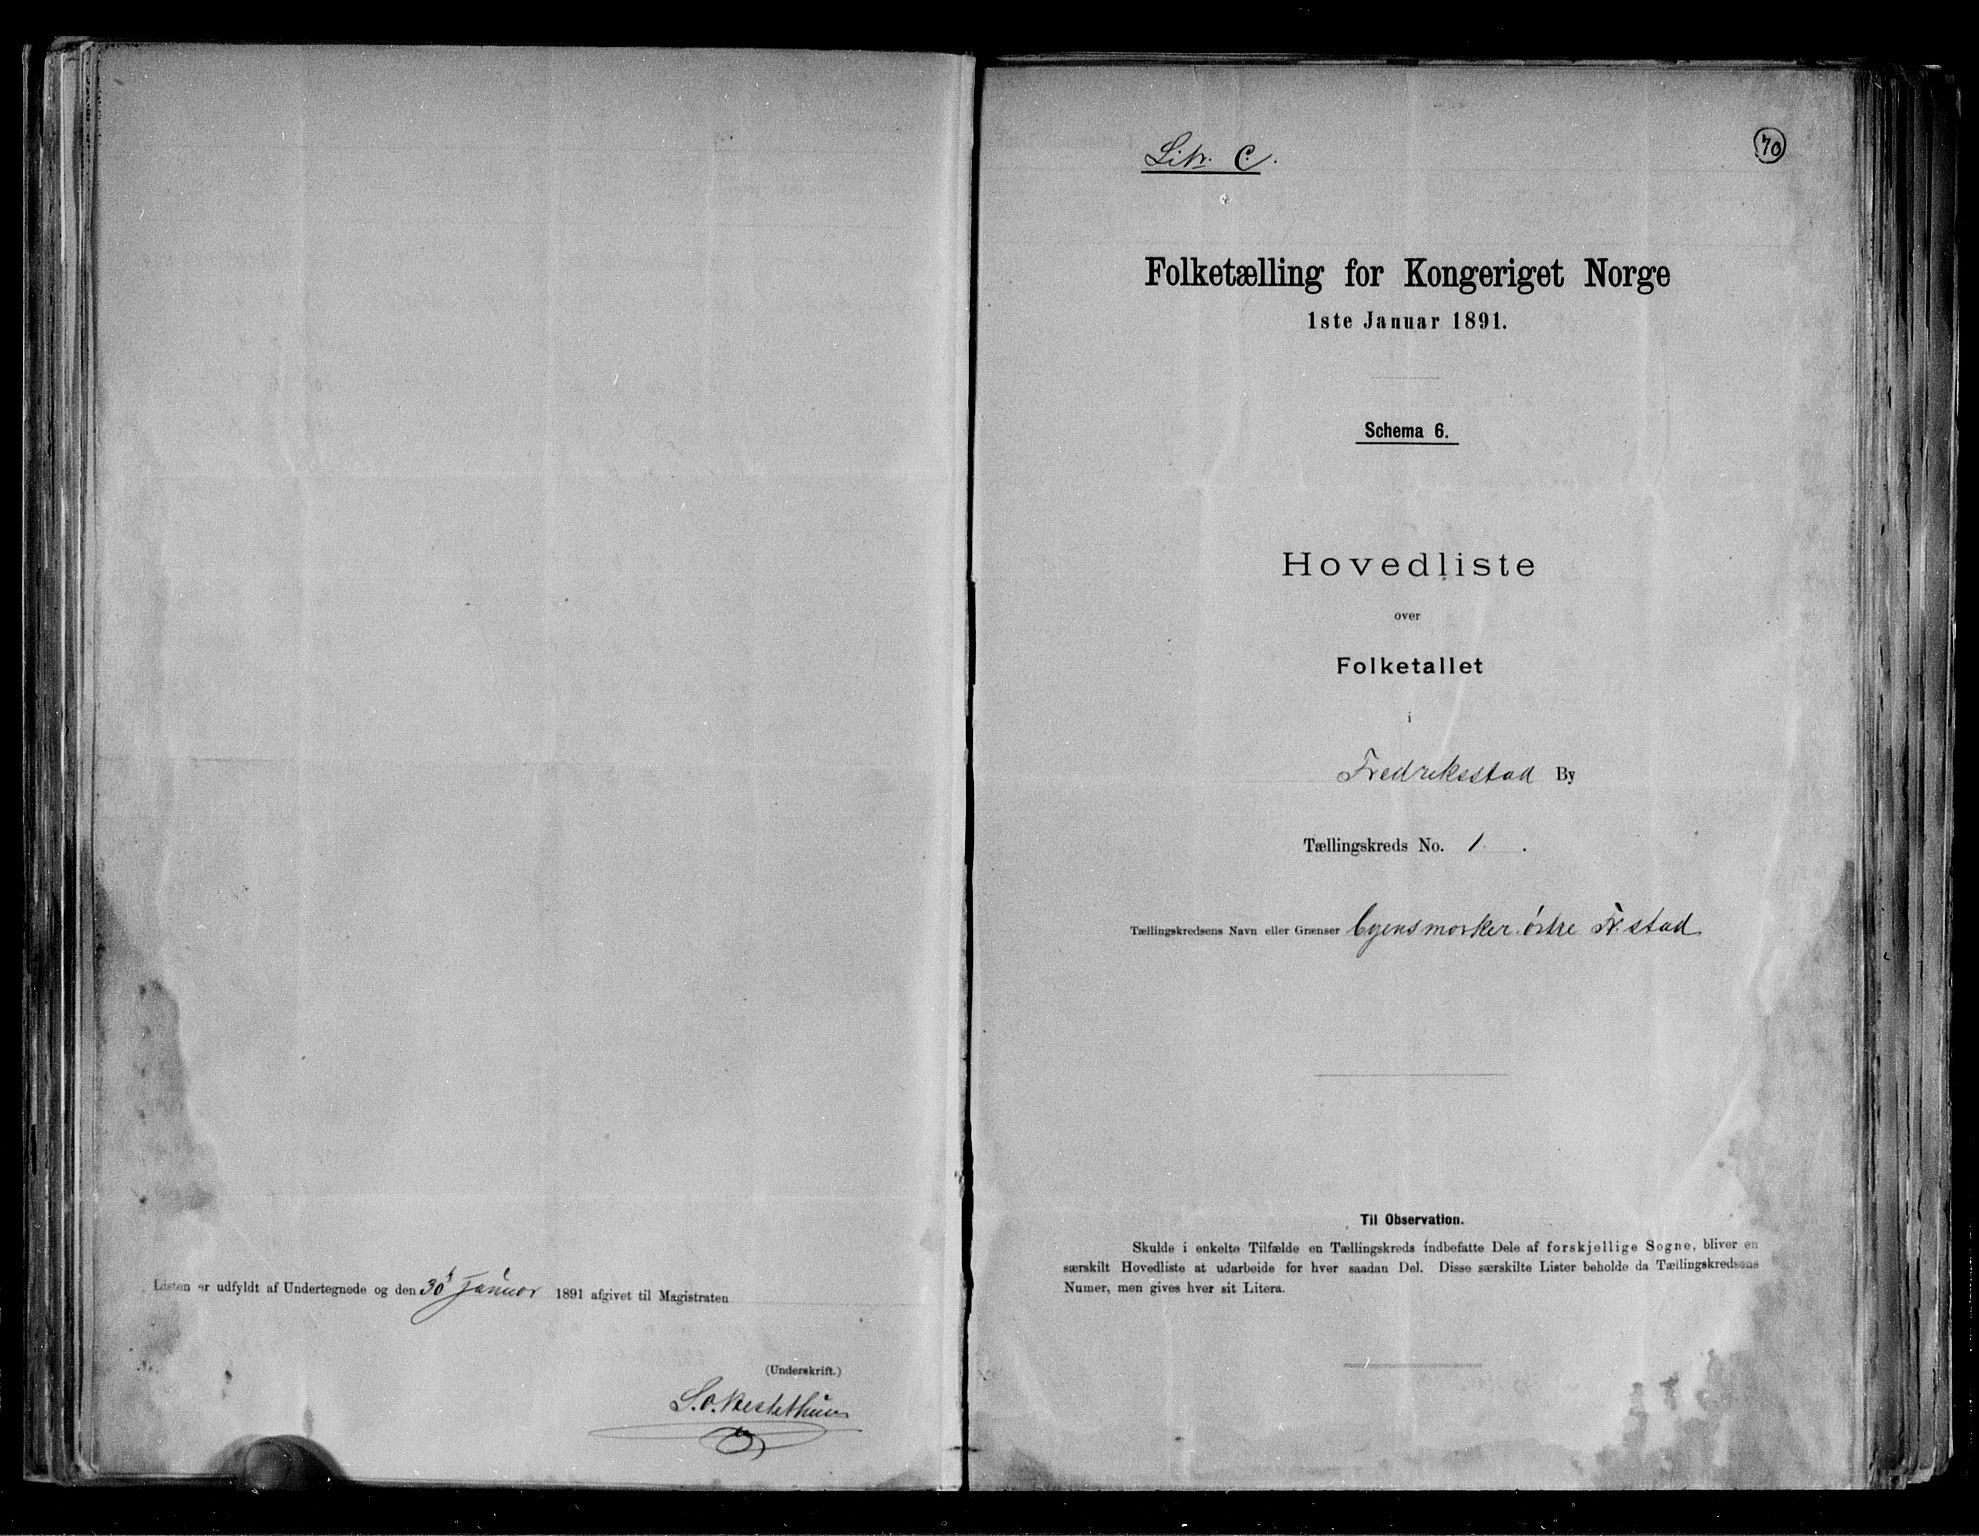 Listen er udfyldt af Undertegnede og den 30t Januar 1891 afgivet til Magistraten
(Underskrift.)
Litr. C.
70
Folketælling for Kongeriget Norge
1ste Januar 1891.
Schema 6.
Hovedliste
over
Folketallet
i
Fredriksstad By
Tællingskreds No. 1.
Tællingskredsens Navn eller Grænser østre Fr.stad
Til Observation.
Skulde i enkelte Tilfælde en Tællingskreds indbefatte Dele af forskjellige Sogne, bliver en
særskilt Hovedliste at udarbeide for hver saadan Del. Disse særskilte Lister beholde da Tællingskredsens
Numer, men gives hver sit Litera.